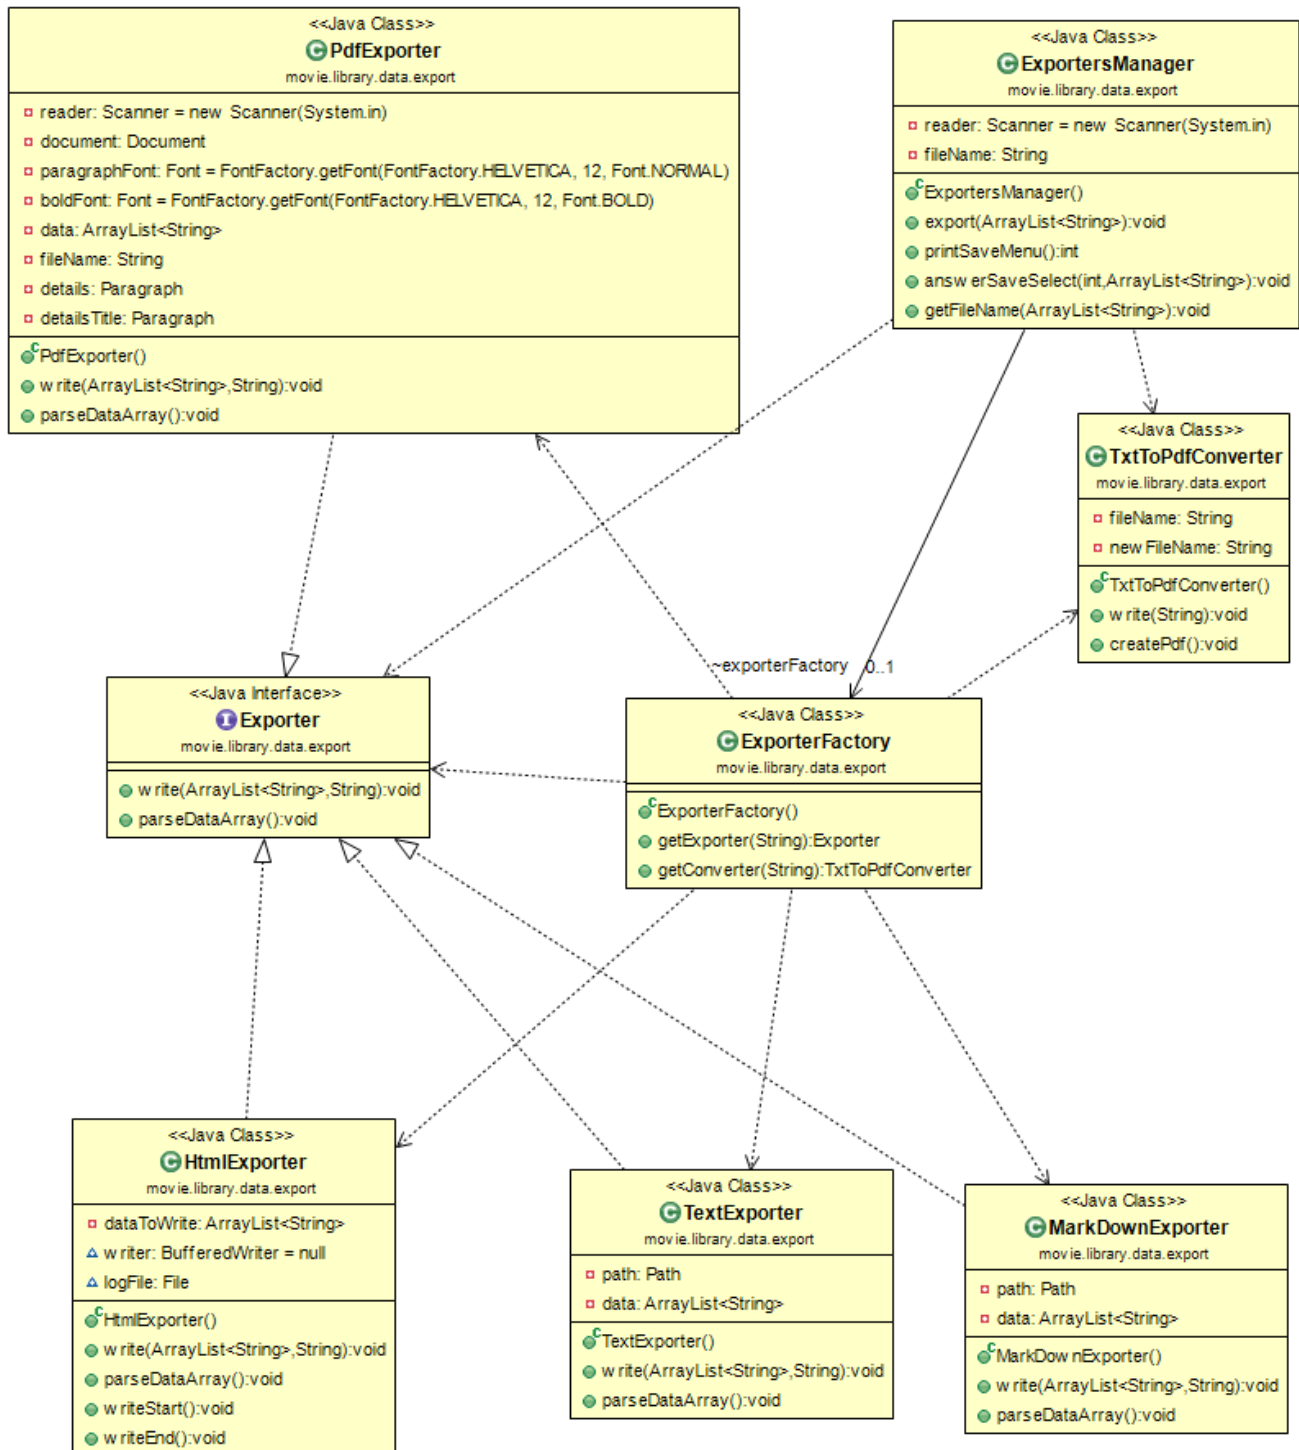 <<Java Class>>
PdfExporter
movie.library.data.export
reader: Scanner = new Scanner(System.in)
document: Document
paragraphFont: Font = FontFactory.getFont(FontFactory.HELVETICA, 12, Font.NORMAL)
boldFont: Font = FontFactory.getFont(FontFactory.HELVETICA, 12, Font.BOLD)
data: ArrayList<String>
fileName: String
details: Paragraph
detailsTitle: Paragraph
PdfExporter()
write(ArrayList<String>,String):void
parseDataArray():void
<<Java Class>>
ExportersManager
movie.library.data.export
reader: Scanner = new Scanner(System.in)
fileName: String
ExportersManager()
export(ArrayList<String>):void
printSaveMenu():int
answerSaveSelect(int,ArrayList<String>):void
getFileName(ArrayList<String>):void
<<Java Class>>
TxtToPdfConverter
movie.library.data.export
fileName: String
newFileName: String
TxtToPdfConverter()
write(String):void
createPdf():void
~exporterFactory 0..1
<<Java Interface>>
Exporter
movie.library.data.export
write(ArrayList<String>,String):void
parseDataArray():void
<<Java Class>>
ExporterFactory
movie.library.data.export
ExporterFactory()
getExporter(String):Exporter
getConverter(String):TxtToPdfConverter
<<Java Class>>
HtmlExporter
movie.library.data.export
dataToWrite: ArrayList<String>
writer: BufferedWriter = null
logFile: File
HtmlExporter()
write(ArrayList<String>,String):void
parseDataArray():void
writeStart():void
writeEnd():void
<<Java Class>>
TextExporter
movie.library.data.export
path: Path
data: ArrayList<String>
TextExporter()
write(ArrayList<String>,String):void
parseDataArray():void
<<Java Class>>
MarkDownExporter
movie.library.data.export
path: Path
data: ArrayList<String>
MarkDownExporter()
write(ArrayList<String>,String):void
parseDataArray():void